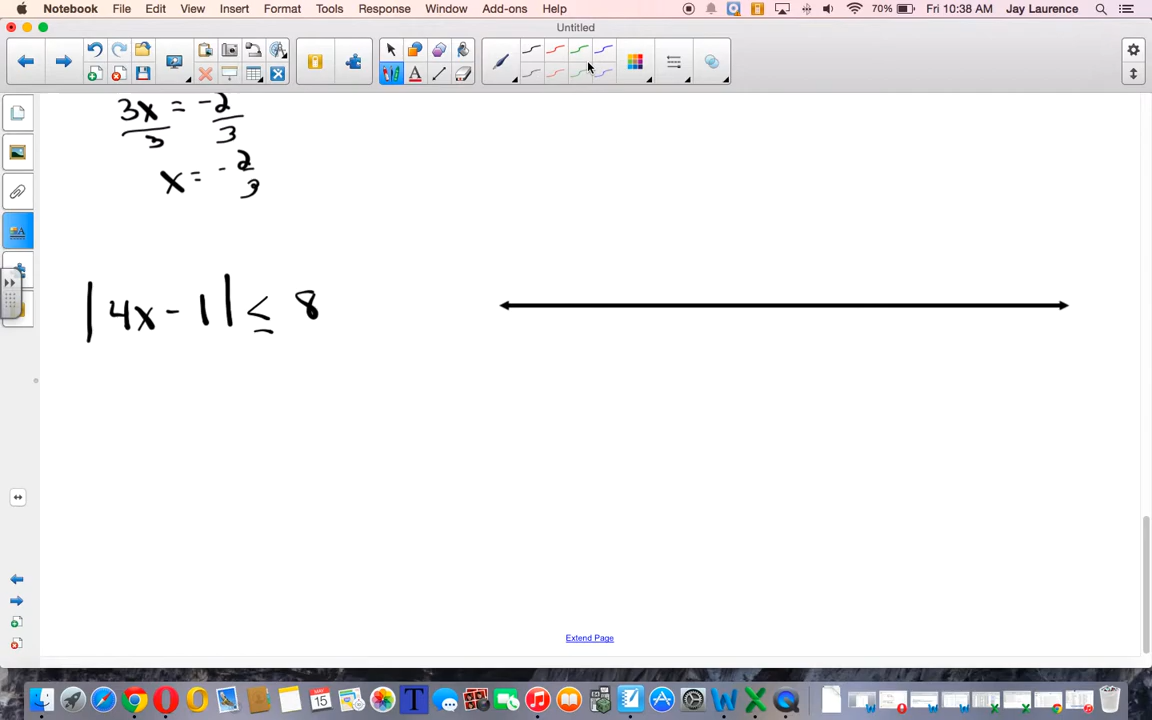 Notebook File Edit View Insert Format Tools Response Window Add-ons Help 70% Fri 10:38 AM Jay Laurence
Untitled
3x = -2
3 3
x = -2
3
|4x - 1| ≤ 8
Extend Page